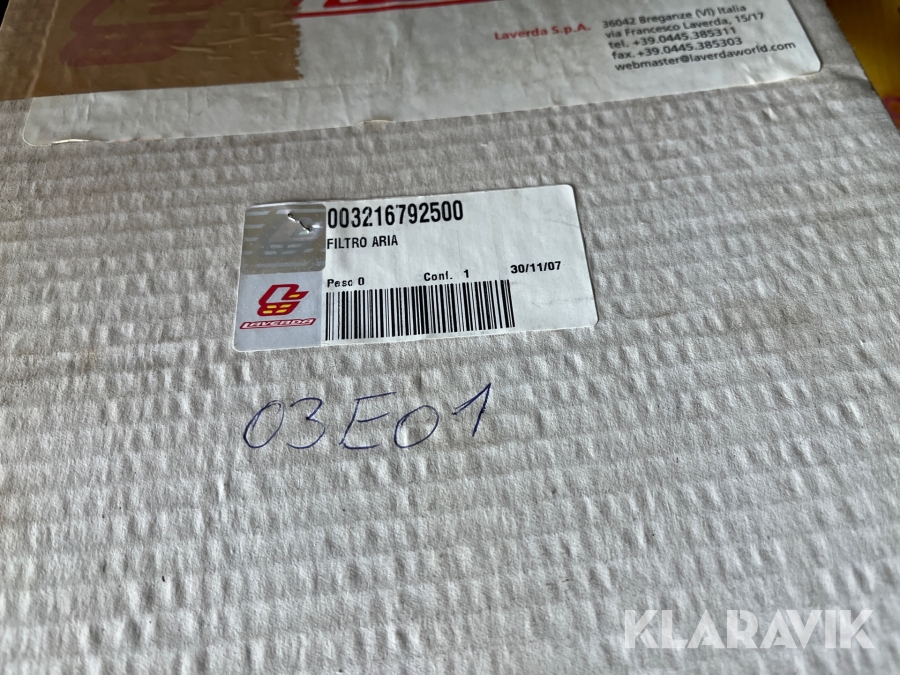 Laverda S.p.A.
36042 Breganze (VI) Italia
via Francesco Laverda, 15/17
tel. +39.0445.385311
fax.+39.0445.385303
webmaster@laverdaworld.com
003216792500
FILTRO ARIA
Peso 0 Conf. 1 30/11/07
LAVERDA
03E01
KLARAVIK